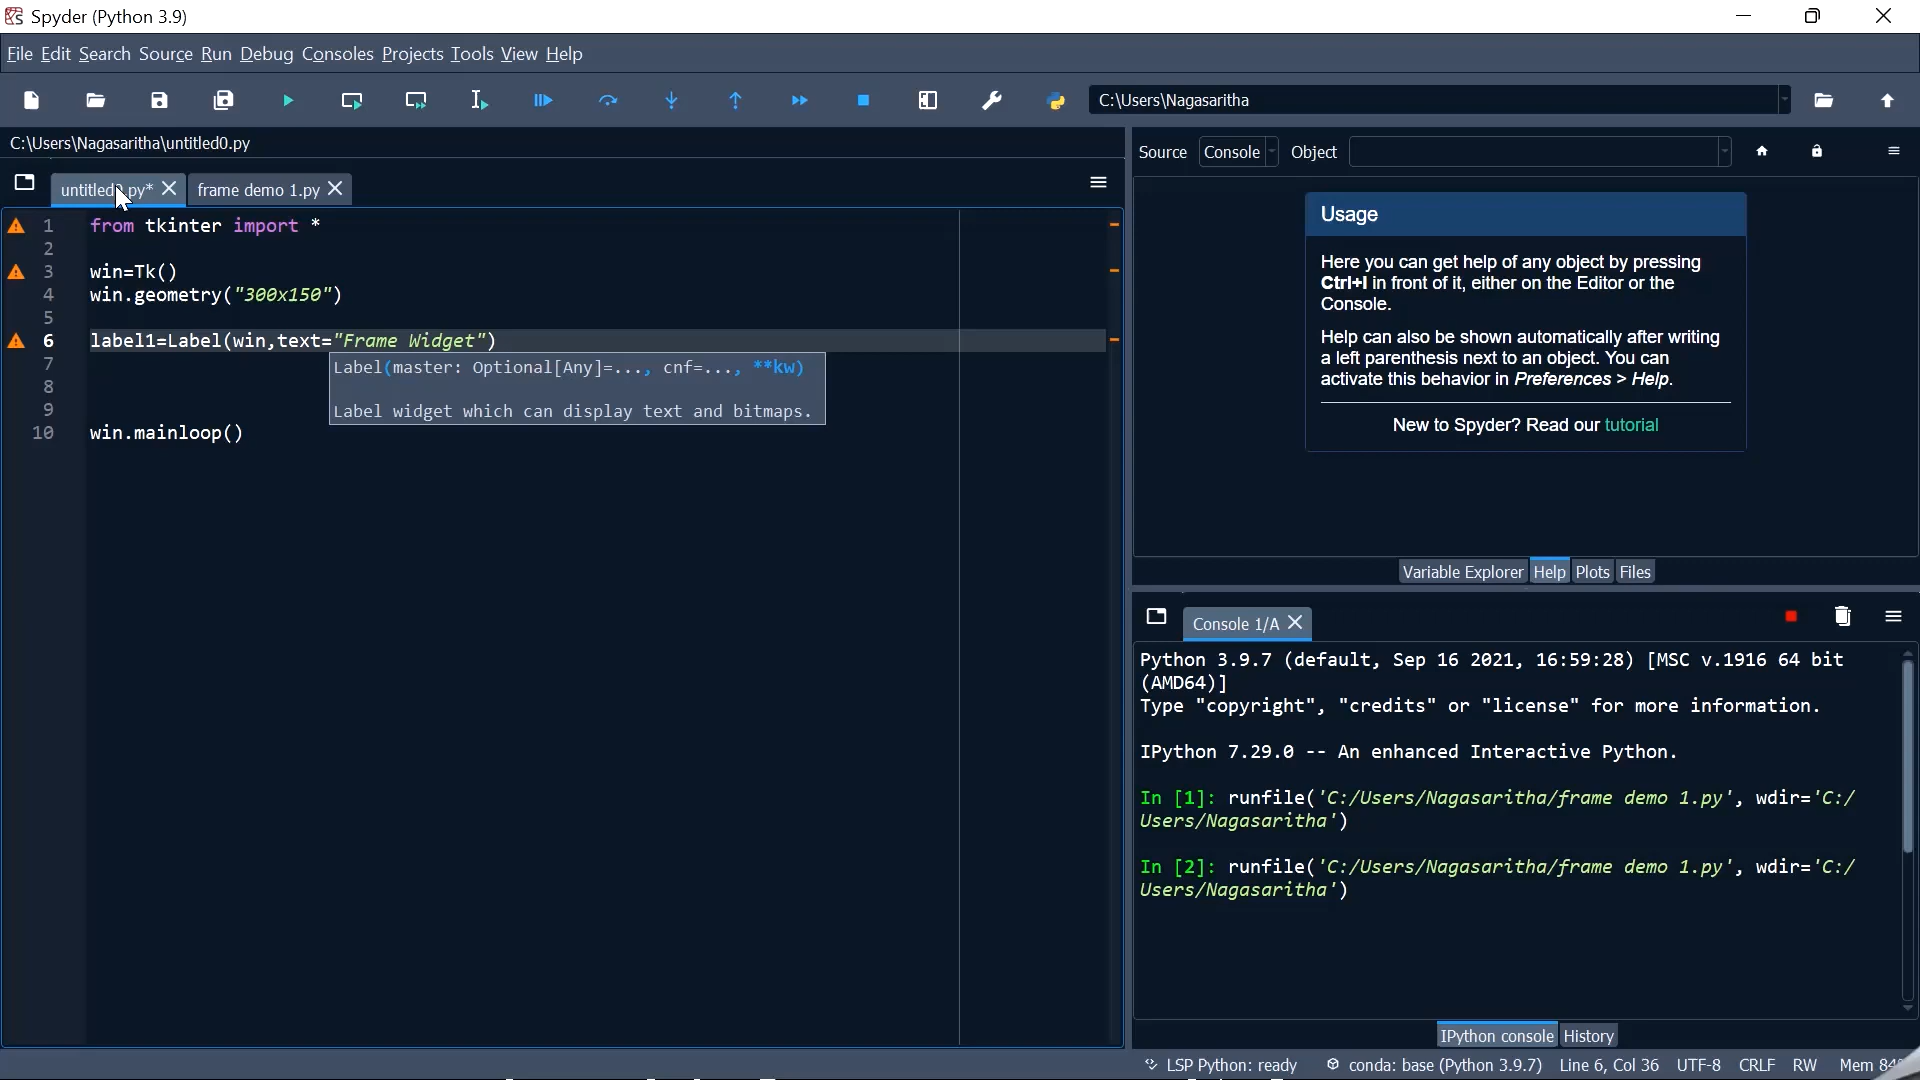 Spyder (Python 3.9)
File Edit Search Source Run Debug Consoles Projects Tools View Help
C:\Users\Nagasaritha
C:\Users\Nagasaritha\untitled0.py
untitled0.py* frame demo 1.py
1 from tkinter import *
2
3 win=Tk()
4 win.geometry("300x150")
5
6 label1=Label(win,text="Frame Widget")
7
Label(master: Optional[Any]=..., cnf=..., **kw)
8
9
Label widget which can display text and bitmaps.
10 win.mainloop()
Source Console Object
Usage
Here you can get help of any object by pressing
Ctrl+I in front of it, either on the Editor or the
Console.
Help can also be shown automatically after writing
a left parenthesis next to an object. You can
activate this behavior in Preferences > Help.
New to Spyder? Read our tutorial
Variable Explorer Help Plots Files
Console 1/A
Python 3.9.7 (default, Sep 16 2021, 16:59:28) [MSC v.1916 64 bit
(AMD64)]
Type "copyright", "credits" or "license" for more information.
IPython 7.29.0 -- An enhanced Interactive Python.
In [1]: runfile('C:/Users/Nagasaritha/frame demo 1.py', wdir='C:/
Users/Nagasaritha')
In [2]: runfile('C:/Users/Nagasaritha/frame demo 1.py', wdir='C:/
Users/Nagasaritha')
IPython console History
LSP Python: ready conda: base (Python 3.9.7) Line 6, Col 36 UTF-8 CRLF RW Mem